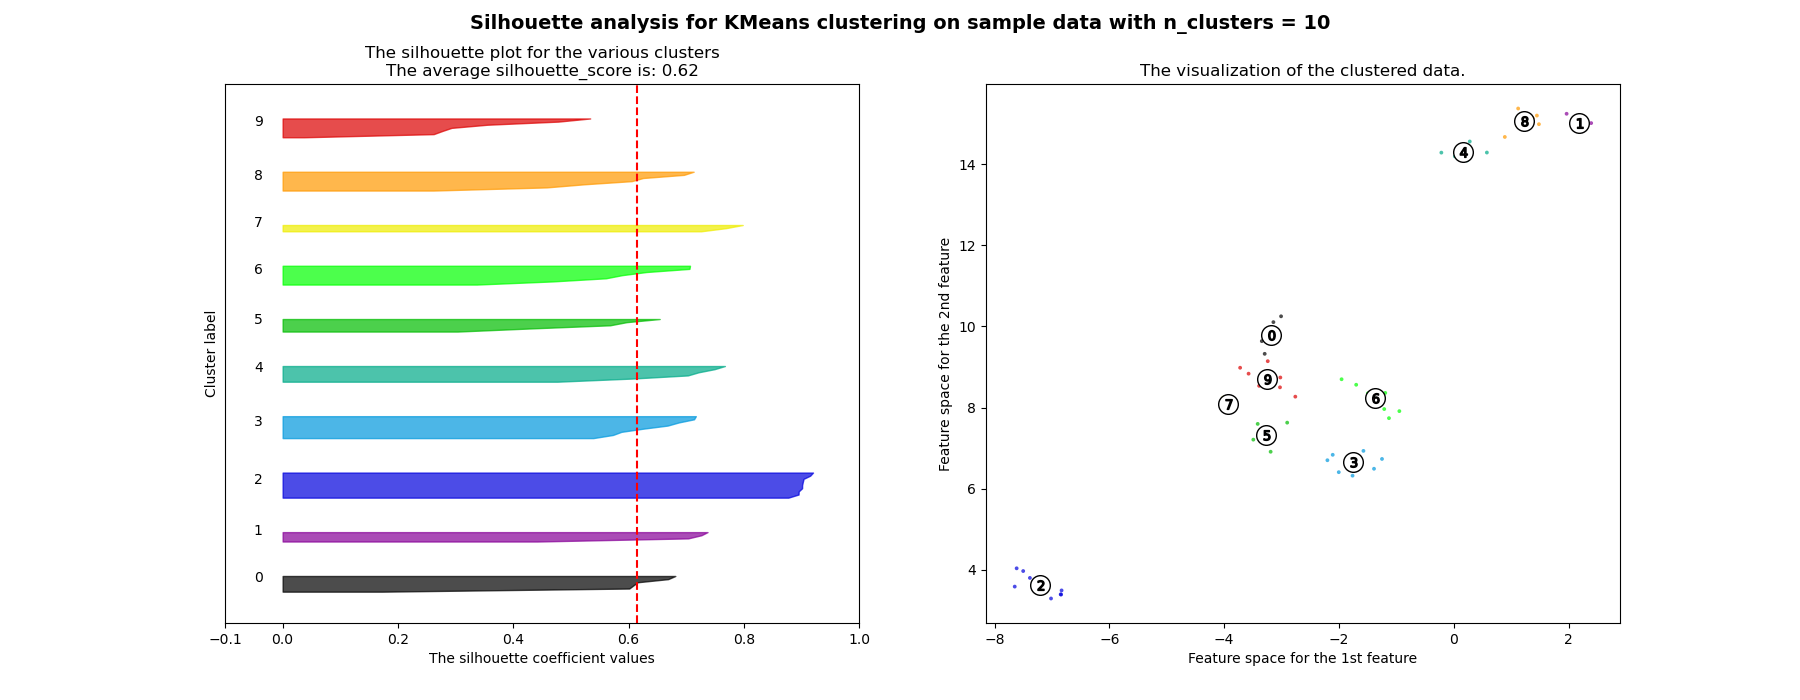 Silhouette analysis for KMeans clustering on sample data with n_clusters = 10
The silhouette plot for the various clusters
The average silhouette_score is: 0.62
9
8
7
6
5
4
3
2
1
0
Cluster label
−0.1 0.0 0.2 0.4 0.6 0.8 1.0
The silhouette coefficient values
The visualization of the clustered data.
14
12
10
8
6
4
Feature space for the 2nd feature
8
1
4
0
9
7
6
5
3
2
−8 −6 −4 −2 0 2
Feature space for the 1st feature